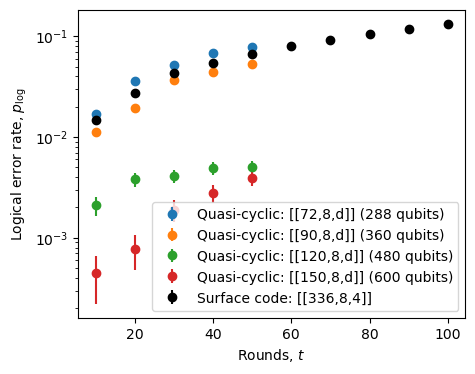 Logical error rate, p_log
10^{-1}
10^{-2}
10^{-3}
Quasi-cyclic: [[72,8,d]] (288 qubits)
Quasi-cyclic: [[90,8,d]] (360 qubits)
Quasi-cyclic: [[120,8,d]] (480 qubits)
Quasi-cyclic: [[150,8,d]] (600 qubits)
Surface code: [[336,8,4]]
20 40 60 80 100
Rounds, t